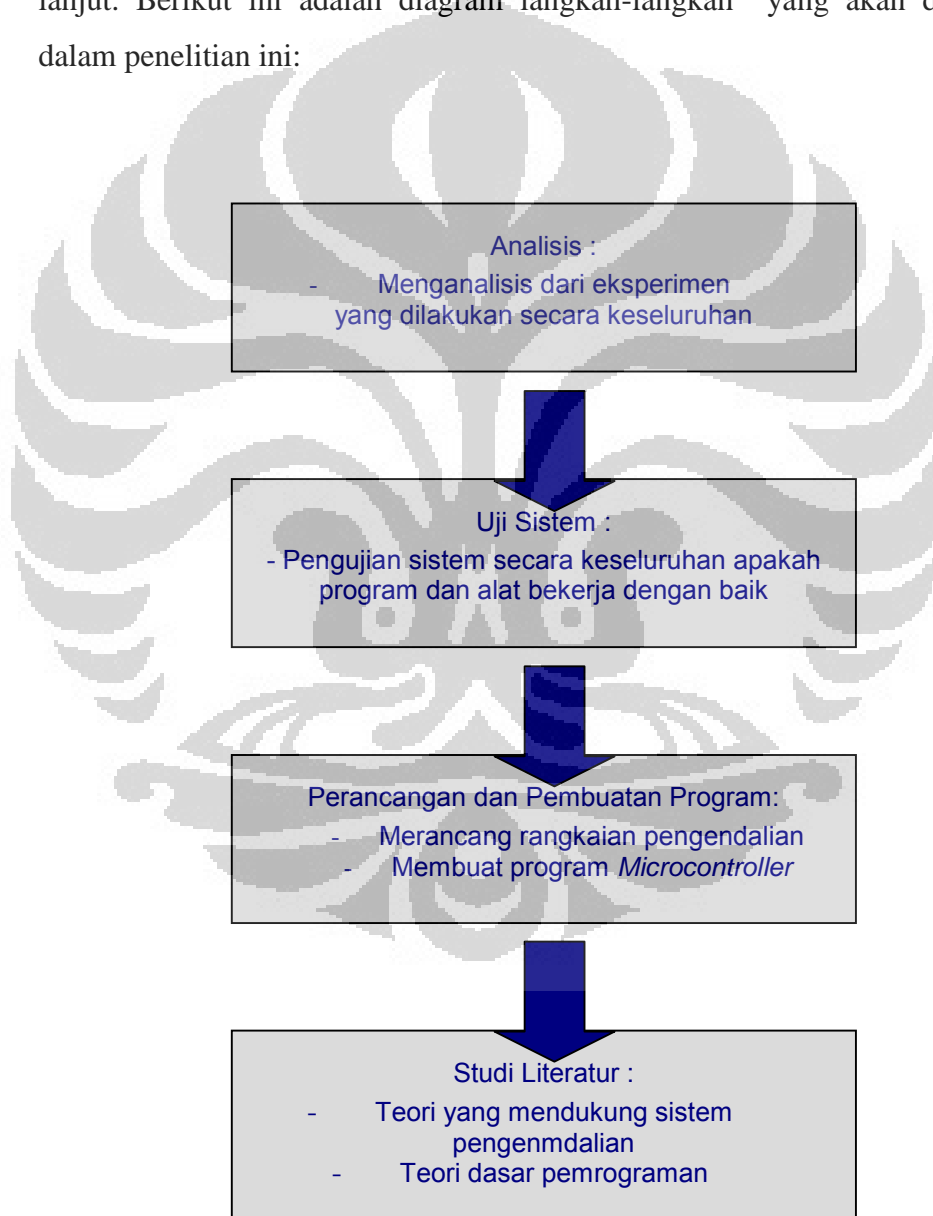 lanjut. Berikut ini adalah diagram langkah-langkah yang akan
dalam penelitian ini:
Analisis :
- Menganalisis dari eksperimen
yang dilakukan secara keseluruhan
Uji Sistem :
- Pengujian sistem secara keseluruhan apakah
program dan alat bekerja dengan baik
Perancangan dan Pembuatan Program:
- Merancang rangkaian pengendalian
- Membuat program Microcontroller
Studi Literatur :
- Teori yang mendukung sistem
pengenmdalian
- Teori dasar pemrograman